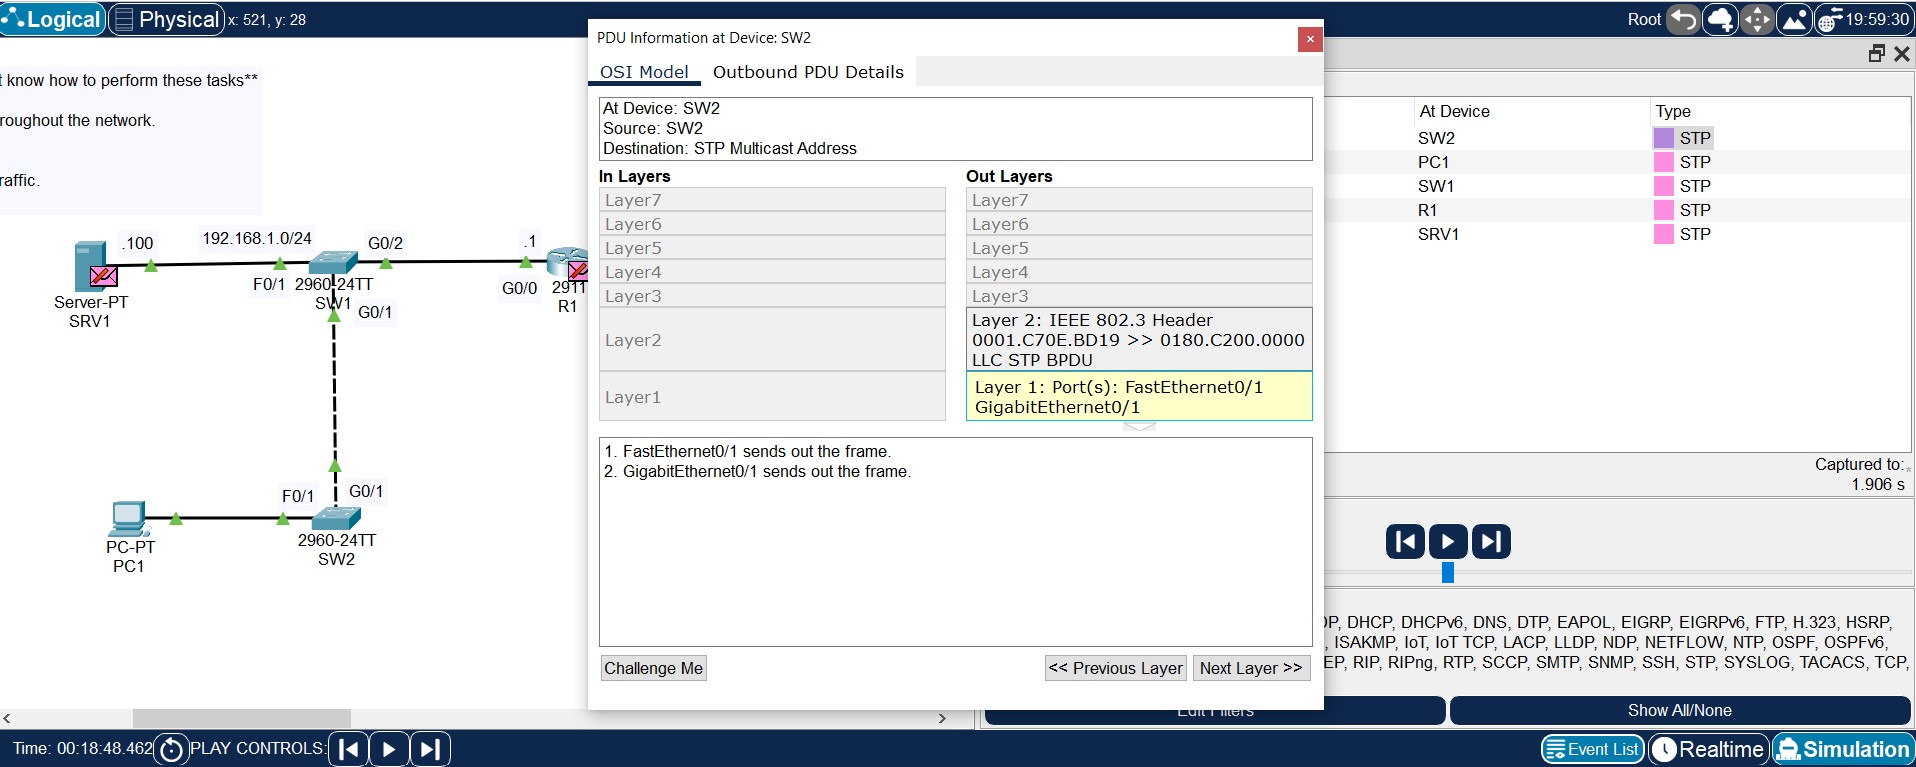 Logical
Physical
x: 521, y: 28
Root
19:59:30
t know how to perform these tasks**
roughout the network.
raffic.
.100
192.168.1.0/24
G0/2
.1
F0/1
2960-24TT
SW1
G0/0
2911
R1
Server-PT
SRV1
G0/1
F0/1
G0/1
PC-PT
PC1
2960-24TT
SW2
PDU Information at Device: SW2
OSI Model
Outbound PDU Details
At Device: SW2
Source: SW2
Destination: STP Multicast Address
In Layers
Out Layers
Layer7
Layer6
Layer5
Layer4
Layer3
Layer2
Layer1
Layer7
Layer6
Layer5
Layer4
Layer3
Layer 2: IEEE 802.3 Header
0001.C70E.BD19 >> 0180.C200.0000
LLC STP BPDU
Layer 1: Port(s): FastEthernet0/1
GigabitEthernet0/1
1. FastEthernet0/1 sends out the frame.
2. GigabitEthernet0/1 sends out the frame.
Challenge Me
<< Previous Layer
Next Layer >>
At Device
Type
SW2
STP
PC1
STP
SW1
STP
R1
STP
SRV1
STP
Captured to:
1.906 s
DP, DHCP, DHCPv6, DNS, DTP, EAPOL, EIGRP, EIGRPv6, FTP, H.323, HSRP,
, ISAKMP, IoT, IoT TCP, LACP, LLDP, NDP, NETFLOW, NTP, OSPF, OSPFv6,
EP, RIP, RIPng, RTP, SCCP, SMTP, SNMP, SSH, STP, SYSLOG, TACACS, TCP,
Edit Filters
Show All/None
Time: 00:18:48.462
PLAY CONTROLS:
Event List
Realtime
Simulation